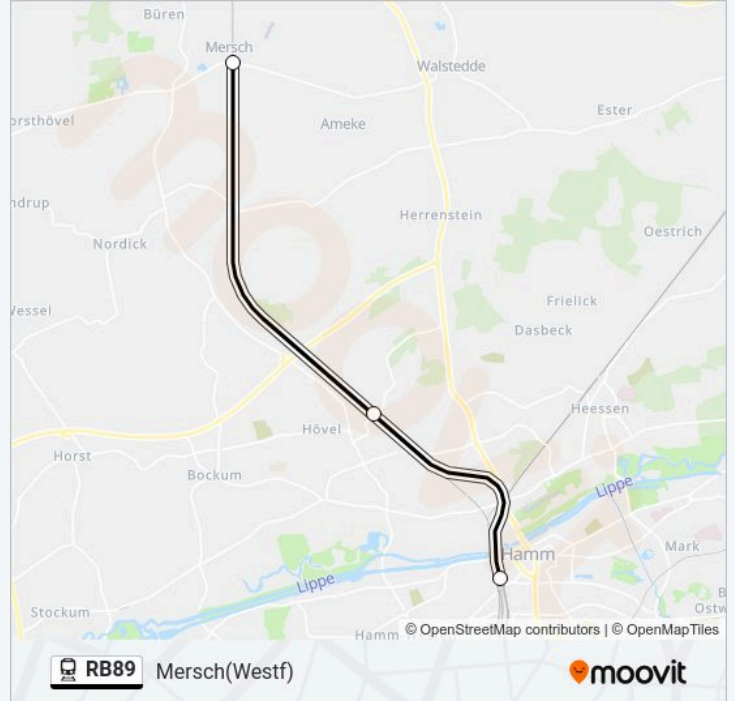 Büren
Mersch
Walstedde
Ester
Ameke
orsthövel
ndrup
Herrenstein
Oestrich
Nordick
Frielick
Vessel
Dasbeck
Heessen
Hövel
Horst
Bockum
Lippe
Hamm
Mark
Lippe
Stockum
Ostw
Hamm
© OpenStreetMap contributors | © OpenMapTiles
RB89 Mersch(Westf)
moovit